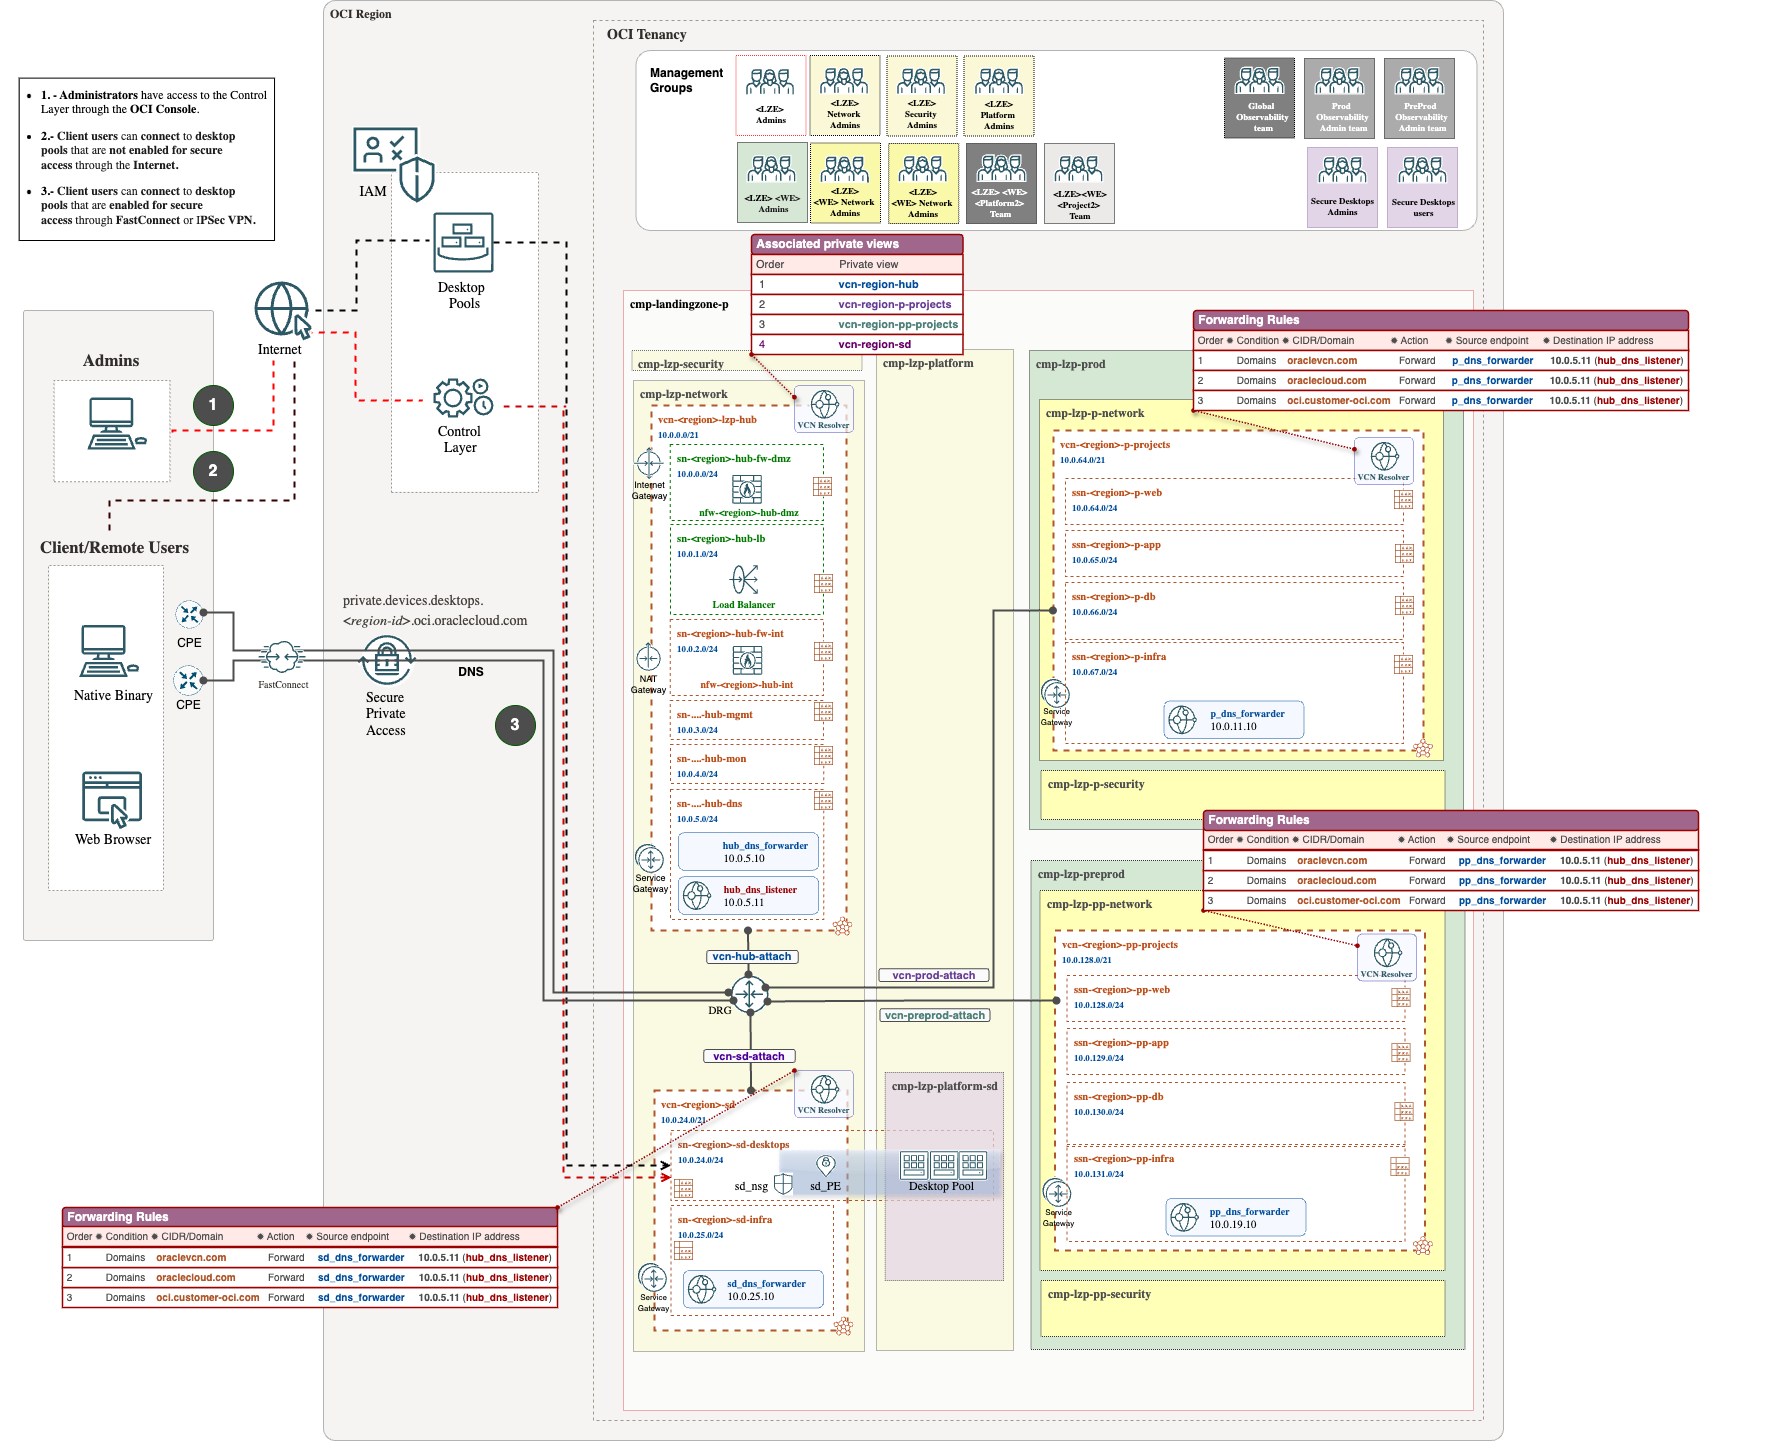 OCI Region
OCI Tenancy
• 1. - Administrators have access to the Control
Layer through the OCI Console.
• 2.- Client users can connect to desktop
pools that are not enabled for secure
access through the Internet.
• 3.- Client users can connect to desktop
pools that are enabled for secure
access through FastConnect or IPSec VPN.
Management
Groups
<LZE>
Admins
<LZE>
Network
Admins
<LZE>
Security
Admins
<LZE>
Platform
Admins
Global
Observability
team
Prod
Observability
Admin team
PreProd
Observability
Admin team
<LZE> <WE>
Admins
<LZE>
<WE> Network
Admins
<LZE>
<WE> Network
Admins
<LZE> <WE>
<Platform2>
Team
<LZE><WE>
<Project2>
Team
Secure Desktops
Admins
Secure Desktops
users
IAM
Desktop
Pools
Control
Layer
Internet
Admins
1
2
Client/Remote Users
Native Binary
Web Browser
CPE
CPE
FastConnect
private.devices.desktops.
<region-id>.oci.oraclecloud.com
Secure
Private
Access
DNS
3
Associated private views
Order Private view
1 vcn-region-hub
2 vcn-region-p-projects
3 vcn-region-pp-projects
4 vcn-region-sd
cmp-landingzone-p
cmp-lzp-security
cmp-lzp-network
vcn-<region>-lzp-hub
10.0.0.0/21
VCN Resolver
Internet
Gateway
sn-<region>-hub-fw-dmz
10.0.0.0/24
nfw-<region>-hub-dmz
sn-<region>-hub-lb
10.0.1.0/24
Load Balancer
sn-<region>-hub-fw-int
10.0.2.0/24
nfw-<region>-hub-int
NAT
Gateway
sn-....-hub-mgmt
10.0.3.0/24
sn-....-hub-mon
10.0.4.0/24
sn-....-hub-dns
10.0.5.0/24
hub_dns_forwarder
10.0.5.10
hub_dns_listener
10.0.5.11
Service
Gateway
vcn-hub-attach
DRG
vcn-sd-attach
vcn-prod-attach
vcn-preprod-attach
vcn-<region>-sd
10.0.24.0/21
VCN Resolver
sn-<region>-sd-desktops
10.0.24.0/24
sd_nsg
sd_PE
Desktop Pool
sn-<region>-sd-infra
10.0.25.0/24
sd_dns_forwarder
10.0.25.10
Service
Gateway
cmp-lzp-platform
cmp-lzp-platform-sd
cmp-lzp-prod
Forwarding Rules
Order ✱ Condition ✱ CIDR/Domain ✱ Action ✱ Source endpoint ✱ Destination IP address
1 Domains oraclevcn.com Forward p_dns_forwarder 10.0.5.11 (hub_dns_listener)
2 Domains oraclecloud.com Forward p_dns_forwarder 10.0.5.11 (hub_dns_listener)
3 Domains oci.customer-oci.com Forward p_dns_forwarder 10.0.5.11 (hub_dns_listener)
cmp-lzp-p-network
vcn-<region>-p-projects
10.0.64.0/21
VCN Resolver
ssn-<region>-p-web
10.0.64.0/24
ssn-<region>-p-app
10.0.65.0/24
ssn-<region>-p-db
10.0.66.0/24
ssn-<region>-p-infra
10.0.67.0/24
Service
Gateway
p_dns_forwarder
10.0.11.10
cmp-lzp-p-security
Forwarding Rules
Order ✱ Condition ✱ CIDR/Domain ✱ Action ✱ Source endpoint ✱ Destination IP address
1 Domains oraclevcn.com Forward pp_dns_forwarder 10.0.5.11 (hub_dns_listener)
2 Domains oraclecloud.com Forward pp_dns_forwarder 10.0.5.11 (hub_dns_listener)
3 Domains oci.customer-oci.com Forward pp_dns_forwarder 10.0.5.11 (hub_dns_listener)
cmp-lzp-preprod
cmp-lzp-pp-network
vcn-<region>-pp-projects
10.0.128.0/21
VCN Resolver
ssn-<region>-pp-web
10.0.128.0/24
ssn-<region>-pp-app
10.0.129.0/24
ssn-<region>-pp-db
10.0.130.0/24
ssn-<region>-pp-infra
10.0.131.0/24
Service
Gateway
pp_dns_forwarder
10.0.19.10
cmp-lzp-pp-security
Forwarding Rules
Order ✱ Condition ✱ CIDR/Domain ✱ Action ✱ Source endpoint ✱ Destination IP address
1 Domains oraclevcn.com Forward sd_dns_forwarder 10.0.5.11 (hub_dns_listener)
2 Domains oraclecloud.com Forward sd_dns_forwarder 10.0.5.11 (hub_dns_listener)
3 Domains oci.customer-oci.com Forward sd_dns_forwarder 10.0.5.11 (hub_dns_listener)